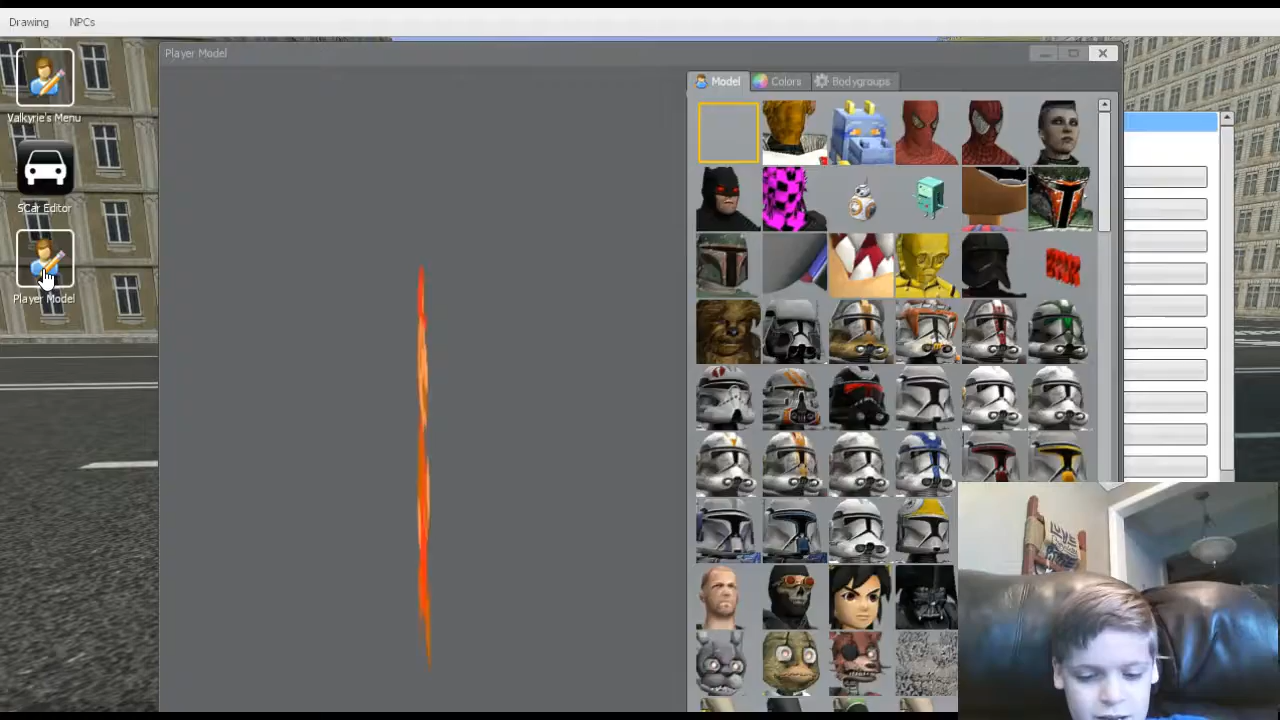 Drawing NPCs
Player Model
Model Colors Bodygroups
Valkyrie's Menu
SCar Editor
Player Model